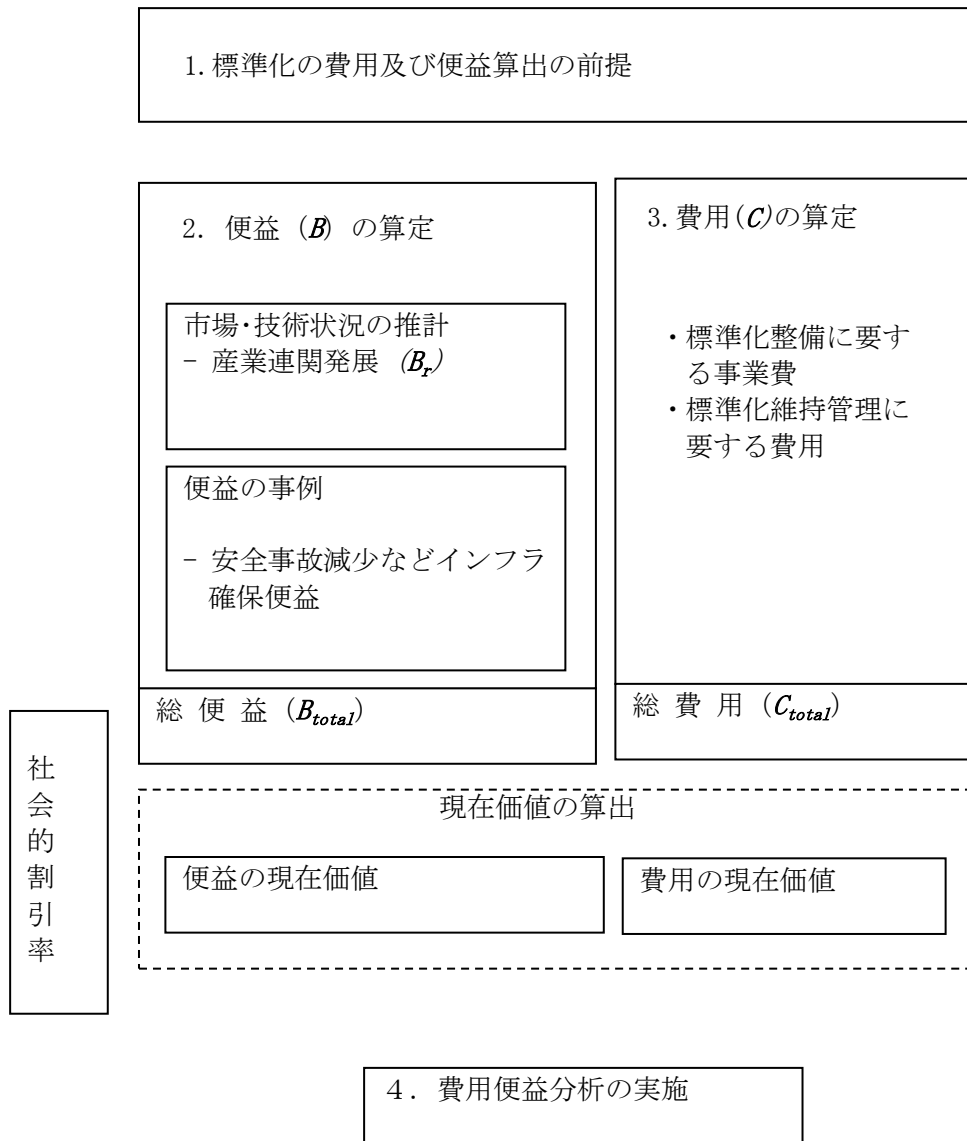 1.標準化の費用及び便益算出の前提
2. 便益 (B) の算定
市場・技術状況の推計
- 産業連関発展 (Br)
便益の事例
- 安全事故減少などインフラ
確保便益
総 便 益 (Btotal)
3.費用(C)の算定
・標準化整備に要す
る事業費
・標準化維持管理に
要する費用
総 費 用 (Ctotal)
社
会
的
割
引
率
現在価値の算出
便益の現在価値
費用の現在価値
4. 費用便益分析の実施